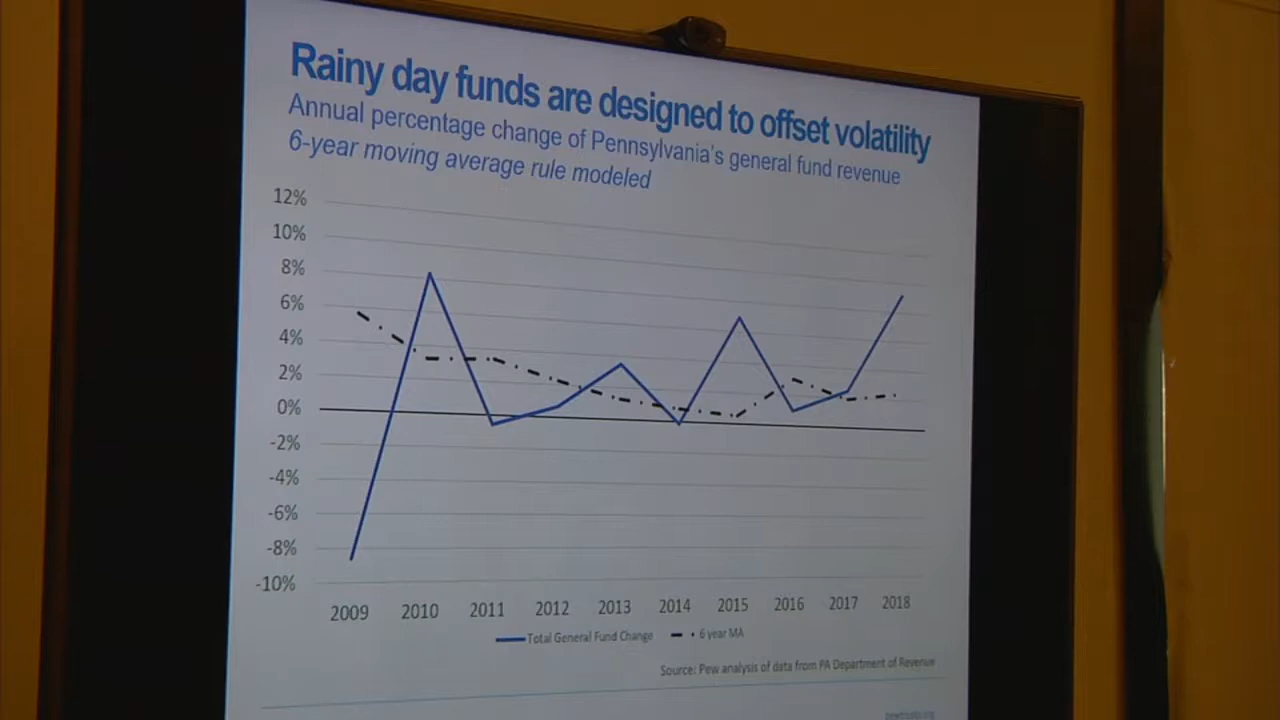 Rainy day funds are designed to offset volatility
Annual percentage change of Pennsylvania's general fund revenue
6-year moving average rule modeled
12%
10%
8%
6%
4%
2%
0%
-2%
-4%
-6%
-8%
-10%
2009 2010 2011 2012 2013 2014 2015 2016 2017 2018
Total General Fund Change 6 year MA
Source: Pew analysis of data from PA Department of Revenue